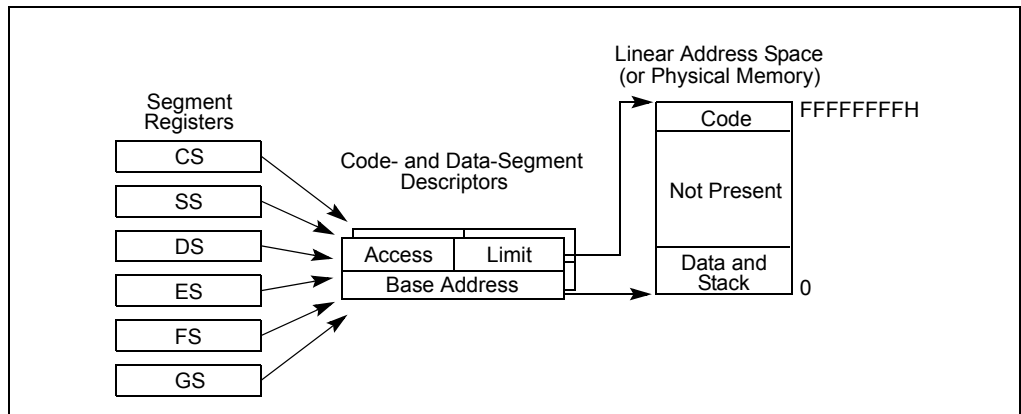 Linear Address Space
(or Physical Memory)
Segment
Registers
FFFFFFFFH
Code
CS
Code- and Data-Segment
Descriptors
SS
Not Present
DS
Access
Limit
Data and
Stack
ES
Base Address
0
FS
GS